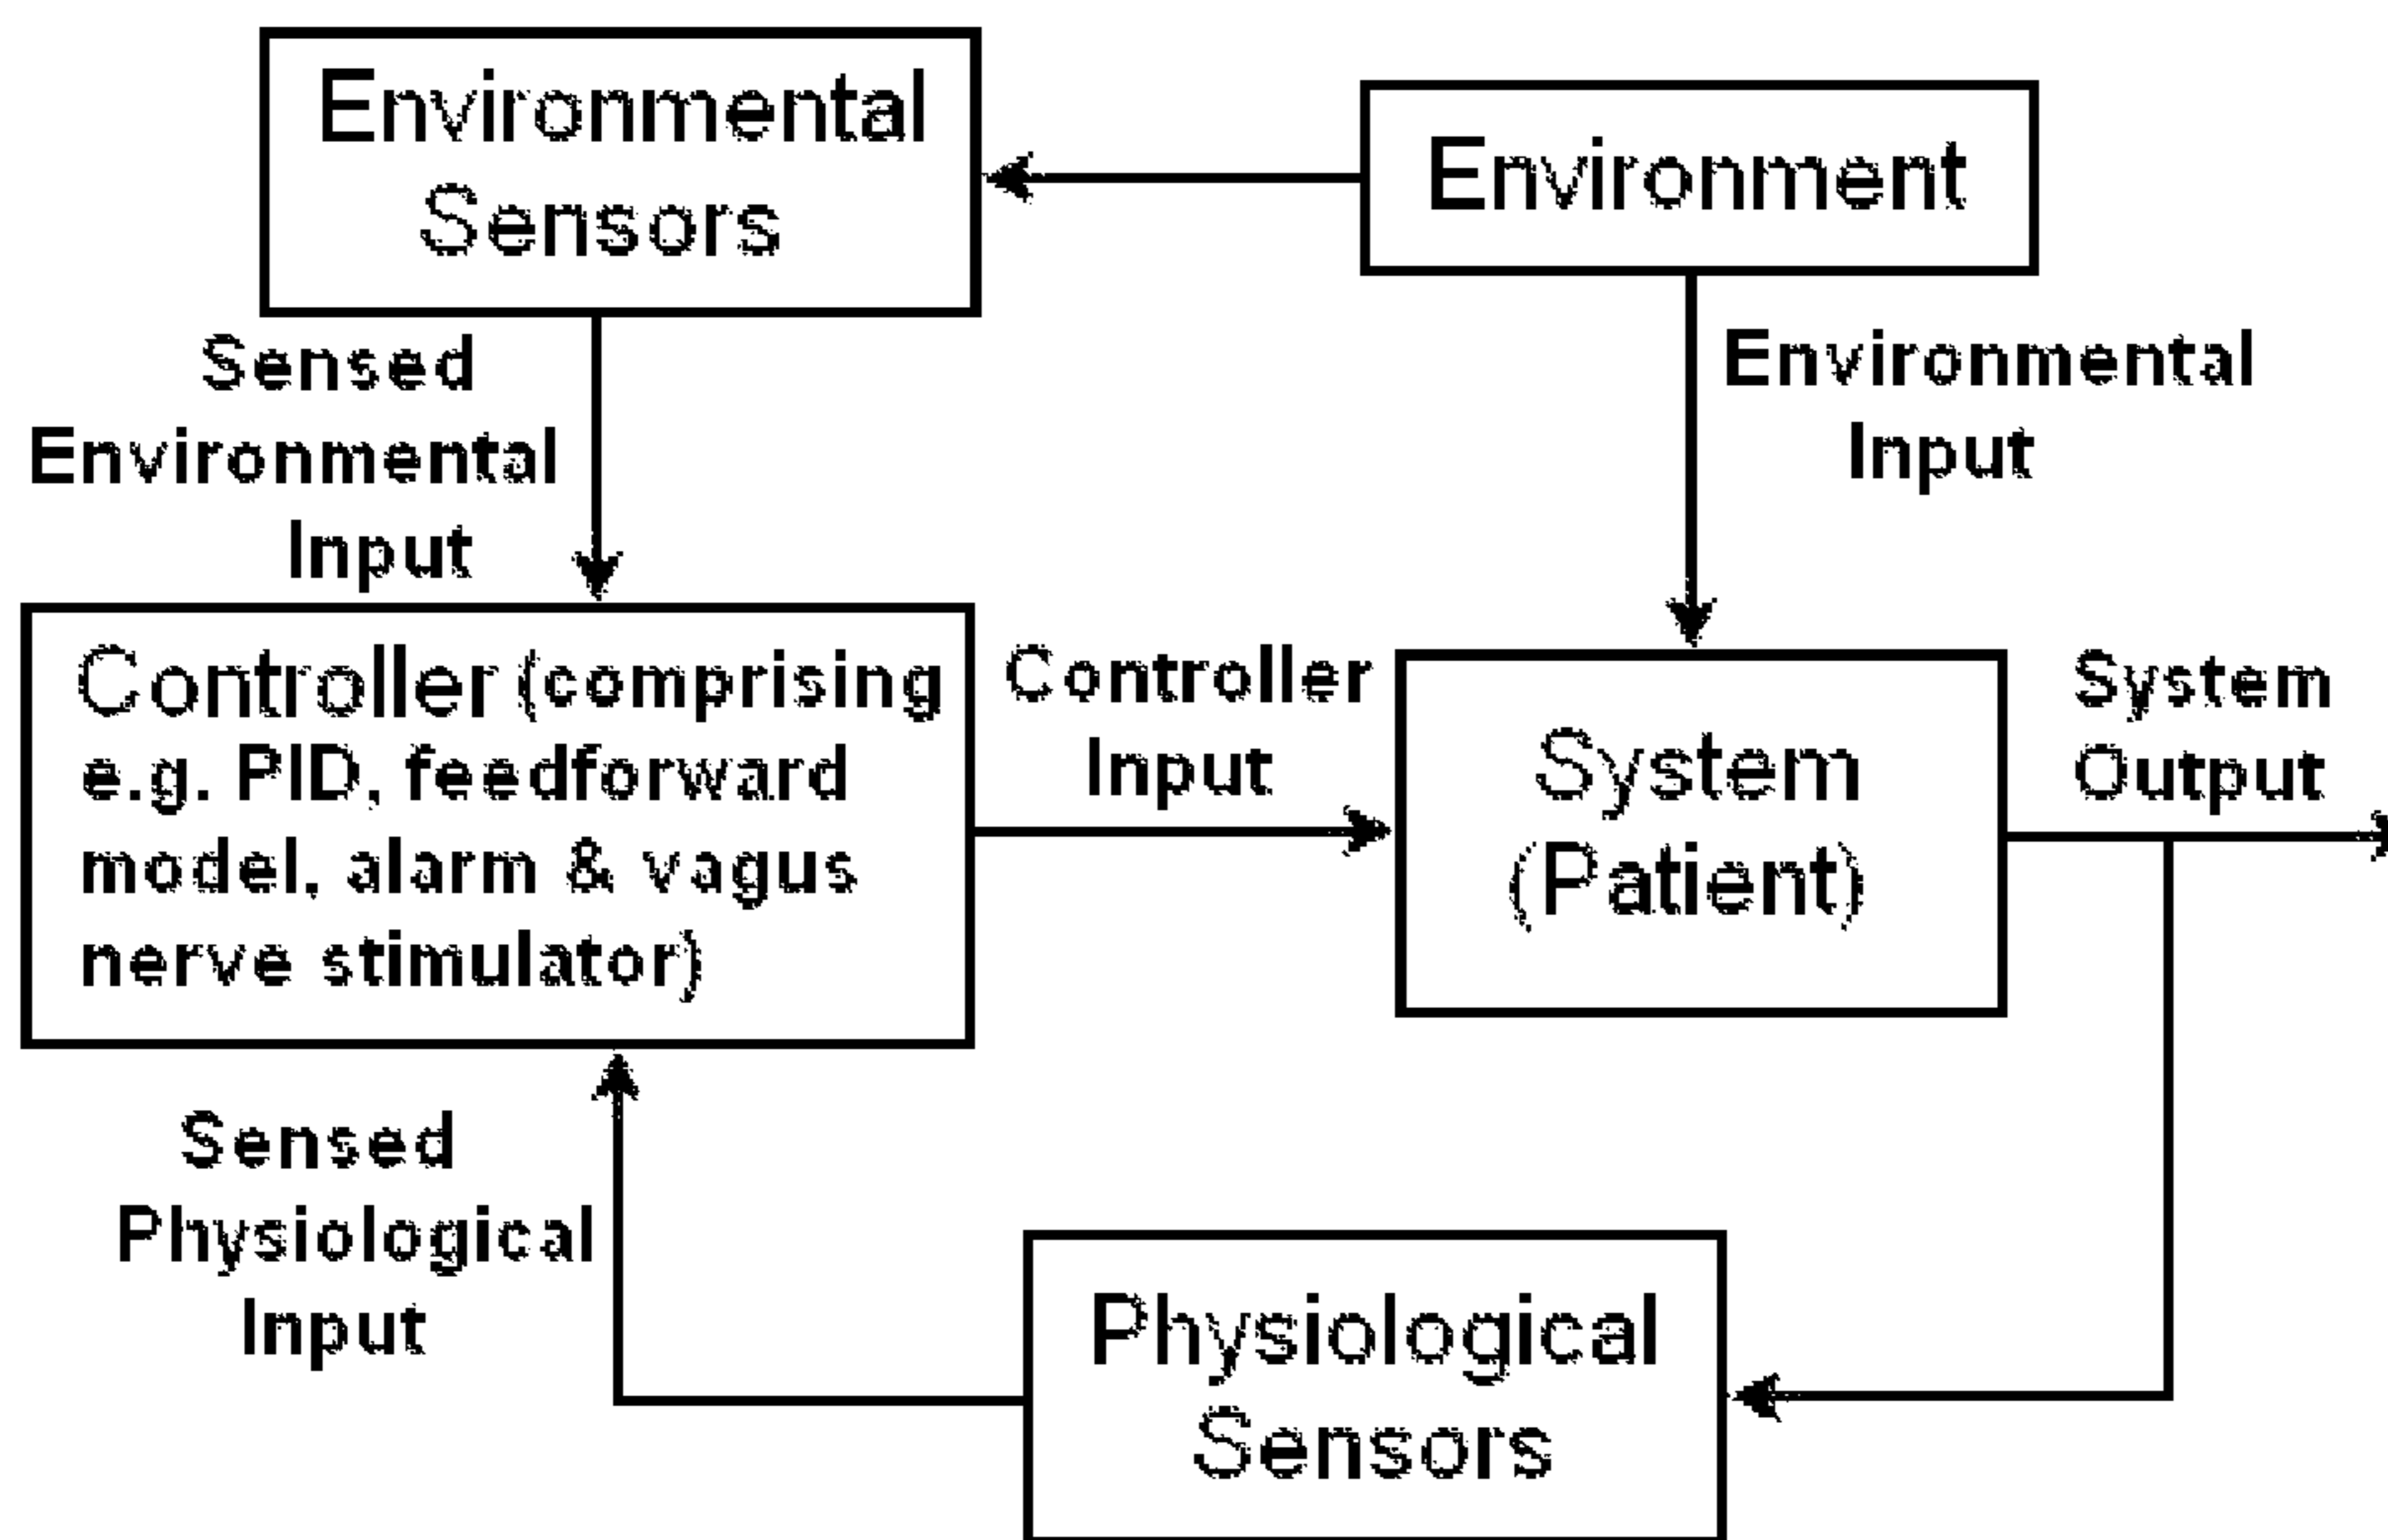 Environmental
Sensors
Environment
Sensed
Environmental
Input
Environmental
Input
Controller (comprising
e.g. PID, feedforward
model, alarm & vagus
nerve stimulator)
Controller
Input
System
(Patient)
System
Output
Sensed
Physiological
Input
Physiological
Sensors